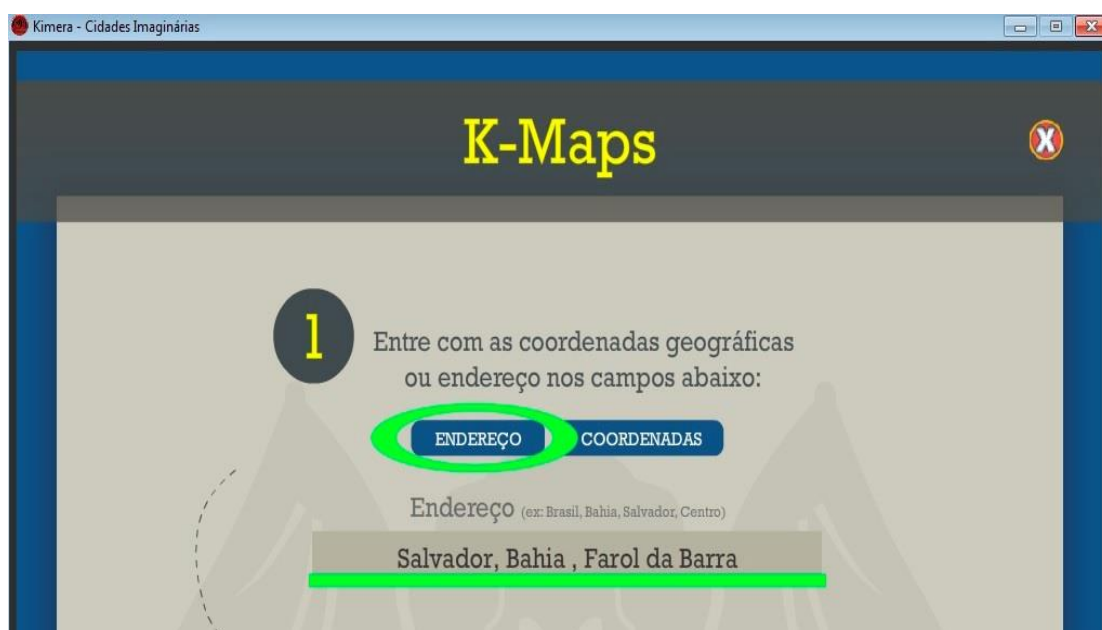 Kimera - Cidades Imaginárias
K-Maps
X
1
Entre com as coordenadas geográficas
ou endereço nos campos abaixo:
ENDEREÇO COORDENADAS
Endereço (ex: Brasil, Bahia, Salvador, Centro)
Salvador, Bahia , Farol da Barra